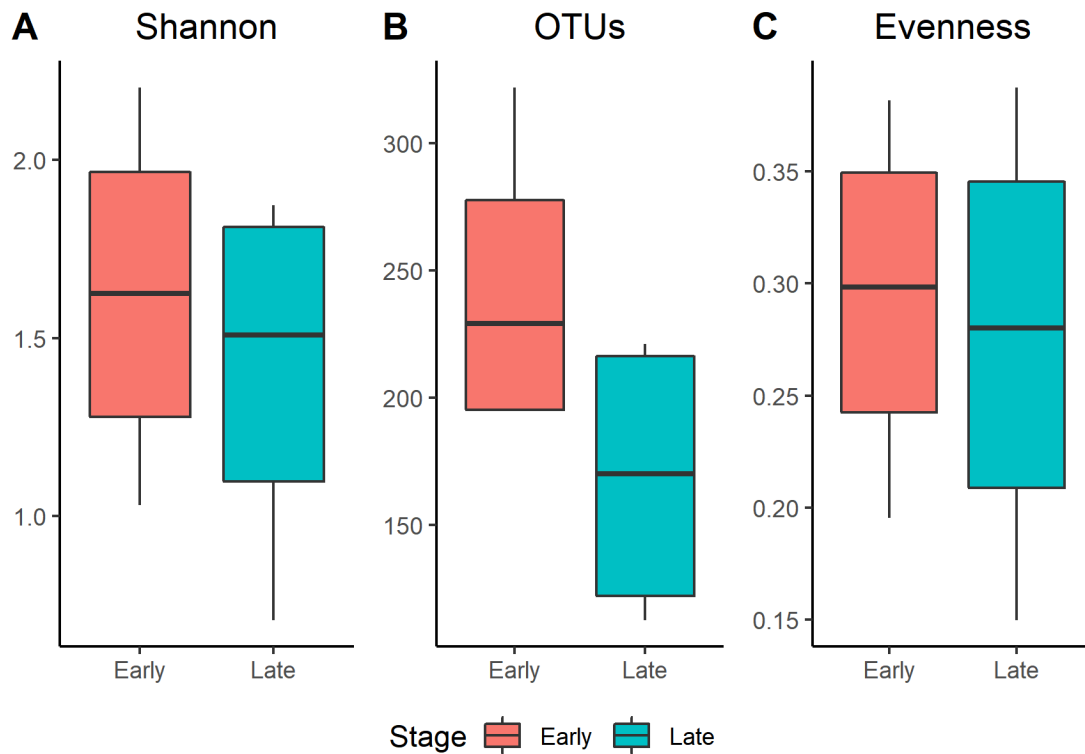 A Shannon
2.0
1.5
1.0
Early Late
B OTUs
300
250
200
150
Early Late
C Evenness
0.35
0.30
0.25
0.20
0.15
Early Late
Stage Early Late